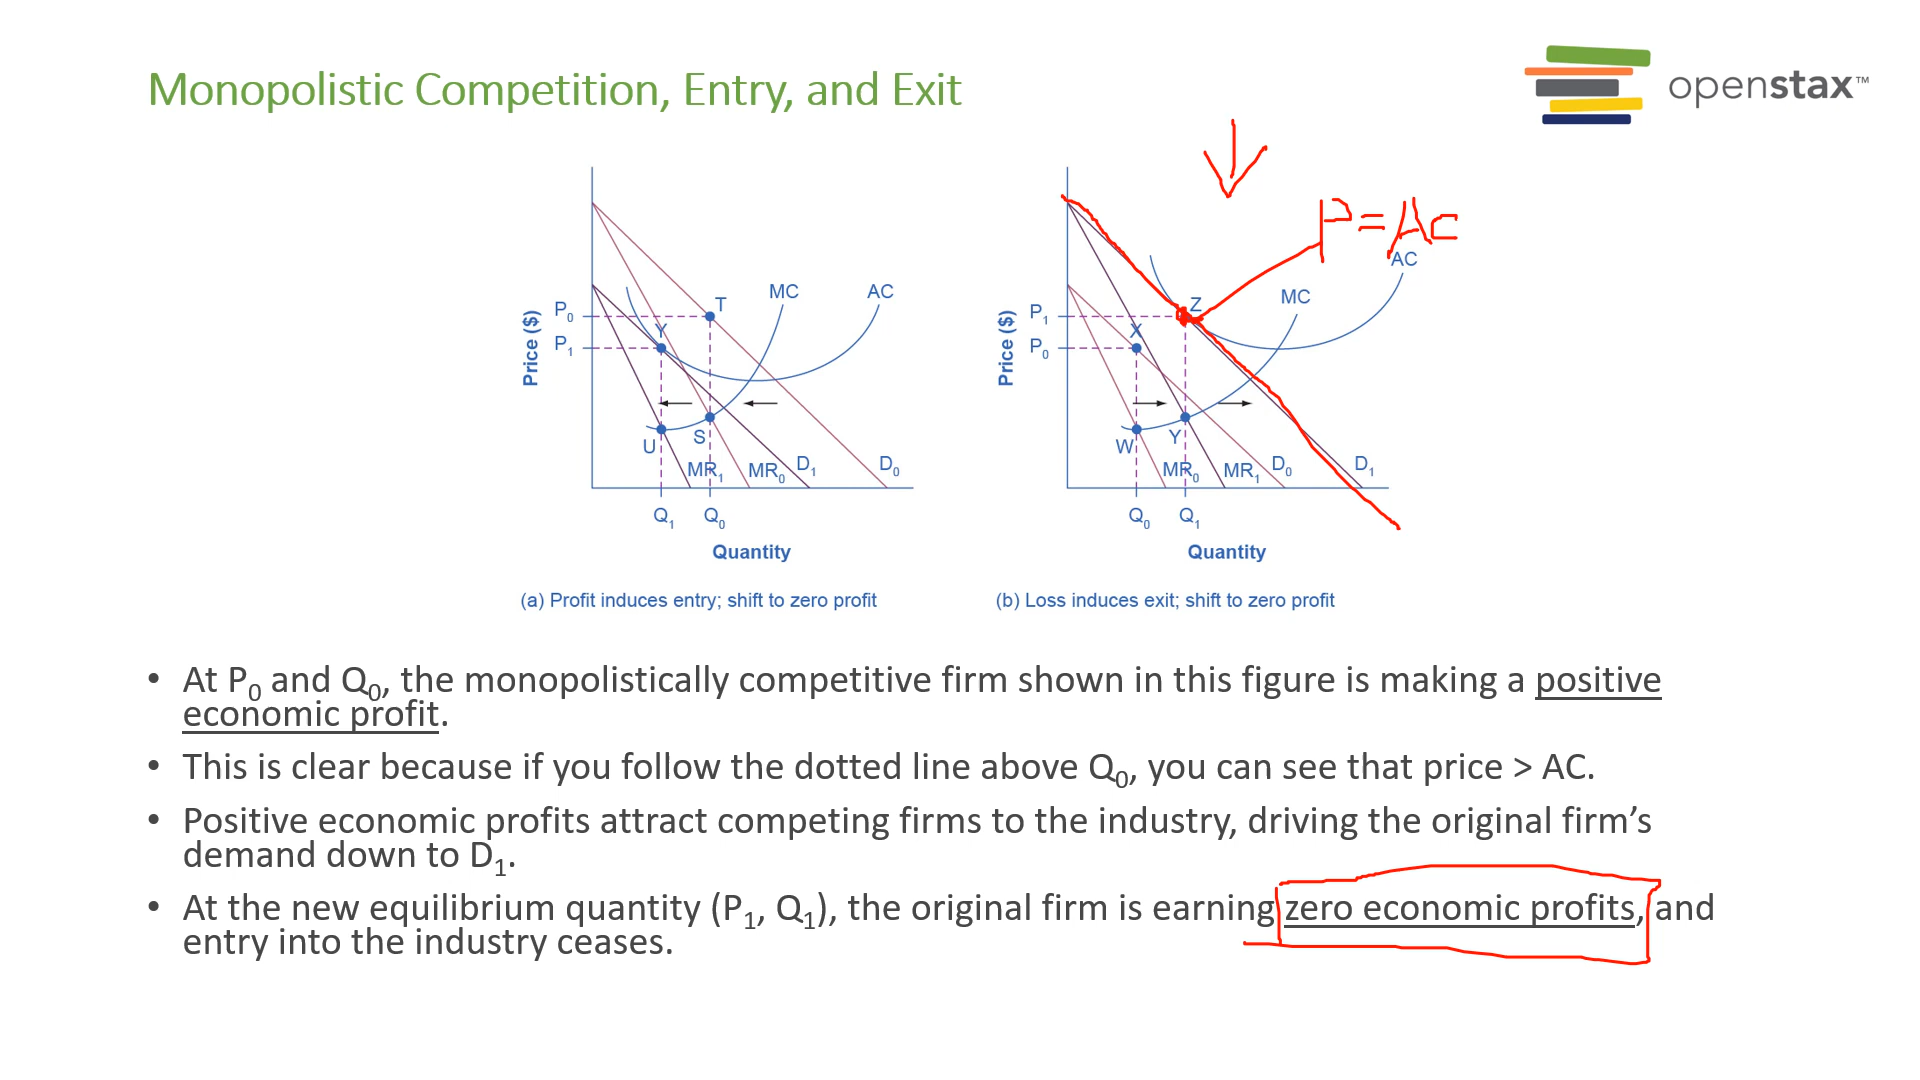 Monopolistic Competition, Entry, and Exit
openstax™
P=AC
Price ($)
P₀
P₁
T
Y
MC
AC
U
S
MR₁
MR₀
D₁
D₀
Q₁
Q₀
Quantity
(a) Profit induces entry; shift to zero profit
Price ($)
P₁
P₀
Z
X
MC
AC
W
Y
MR₀
MR₁
D₀
D₁
Q₀
Q₁
Quantity
(b) Loss induces exit; shift to zero profit
• At P₀ and Q₀, the monopolistically competitive firm shown in this figure is making a positive
economic profit.
• This is clear because if you follow the dotted line above Q₀, you can see that price > AC.
• Positive economic profits attract competing firms to the industry, driving the original firm’s
demand down to D₁.
• At the new equilibrium quantity (P₁, Q₁), the original firm is earning zero economic profits, and
entry into the industry ceases.